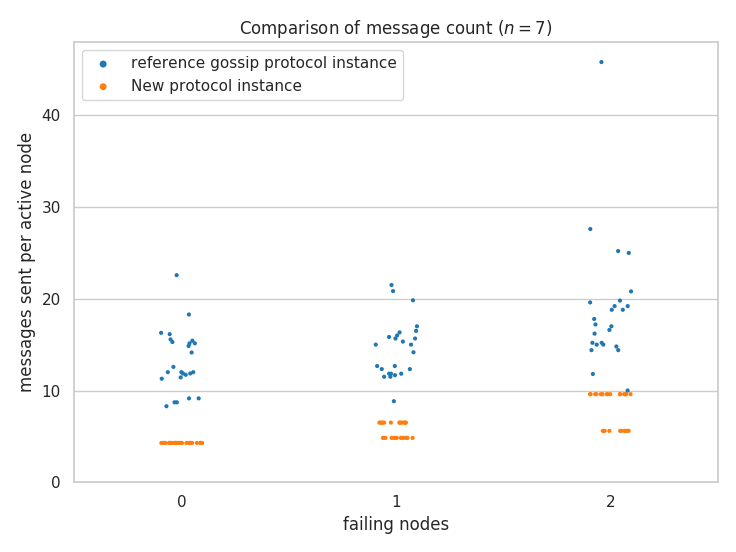 Comparison of message count (n = 7)
reference gossip protocol instance
New protocol instance
messages sent per active node
40
30
20
10
0
0 1 2
failing nodes